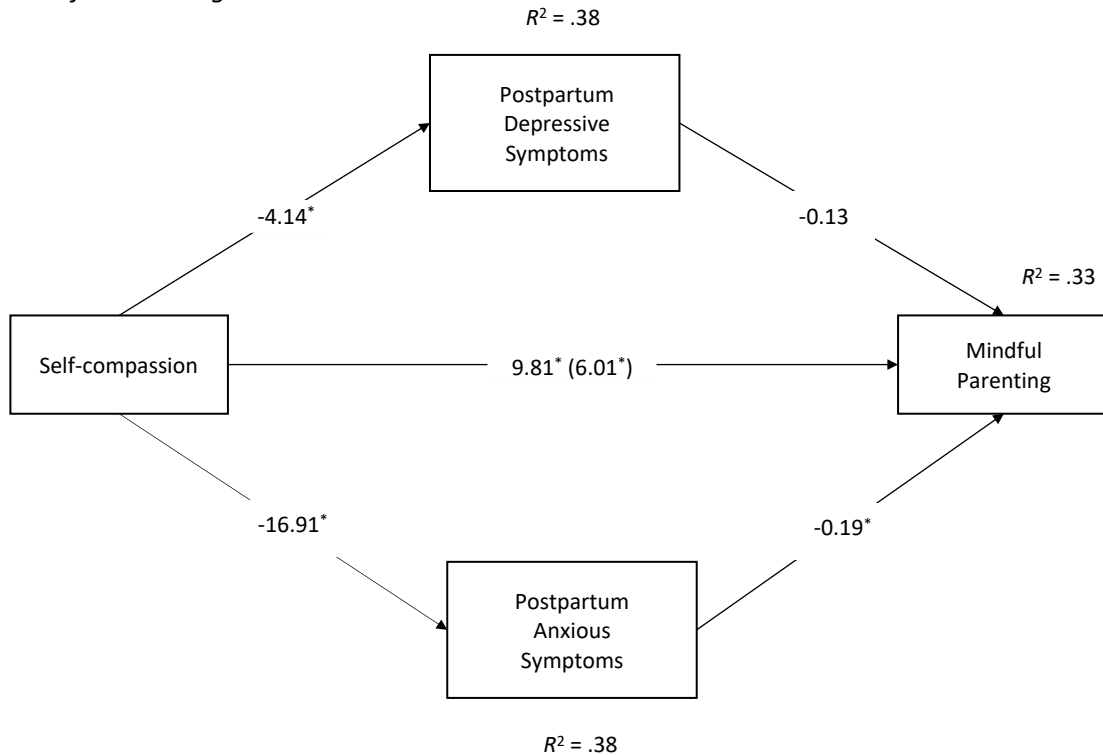 R² = .38
Postpartum
Depressive
Symptoms
-4.14*
-0.13
R² = .33
Self-compassion
9.81* (6.01*)
Mindful
Parenting
-16.91*
-0.19*
Postpartum
Anxious
Symptoms
R² = .38